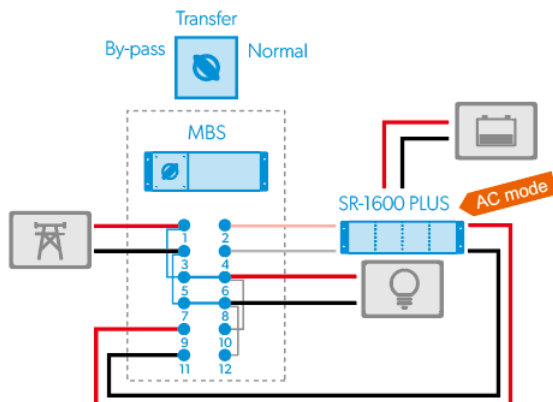 Transfer
By-pass
Normal
MBS
SR-1600 PLUS
AC mode
1 2
3 4
5 6
7 8
9 10
11 12